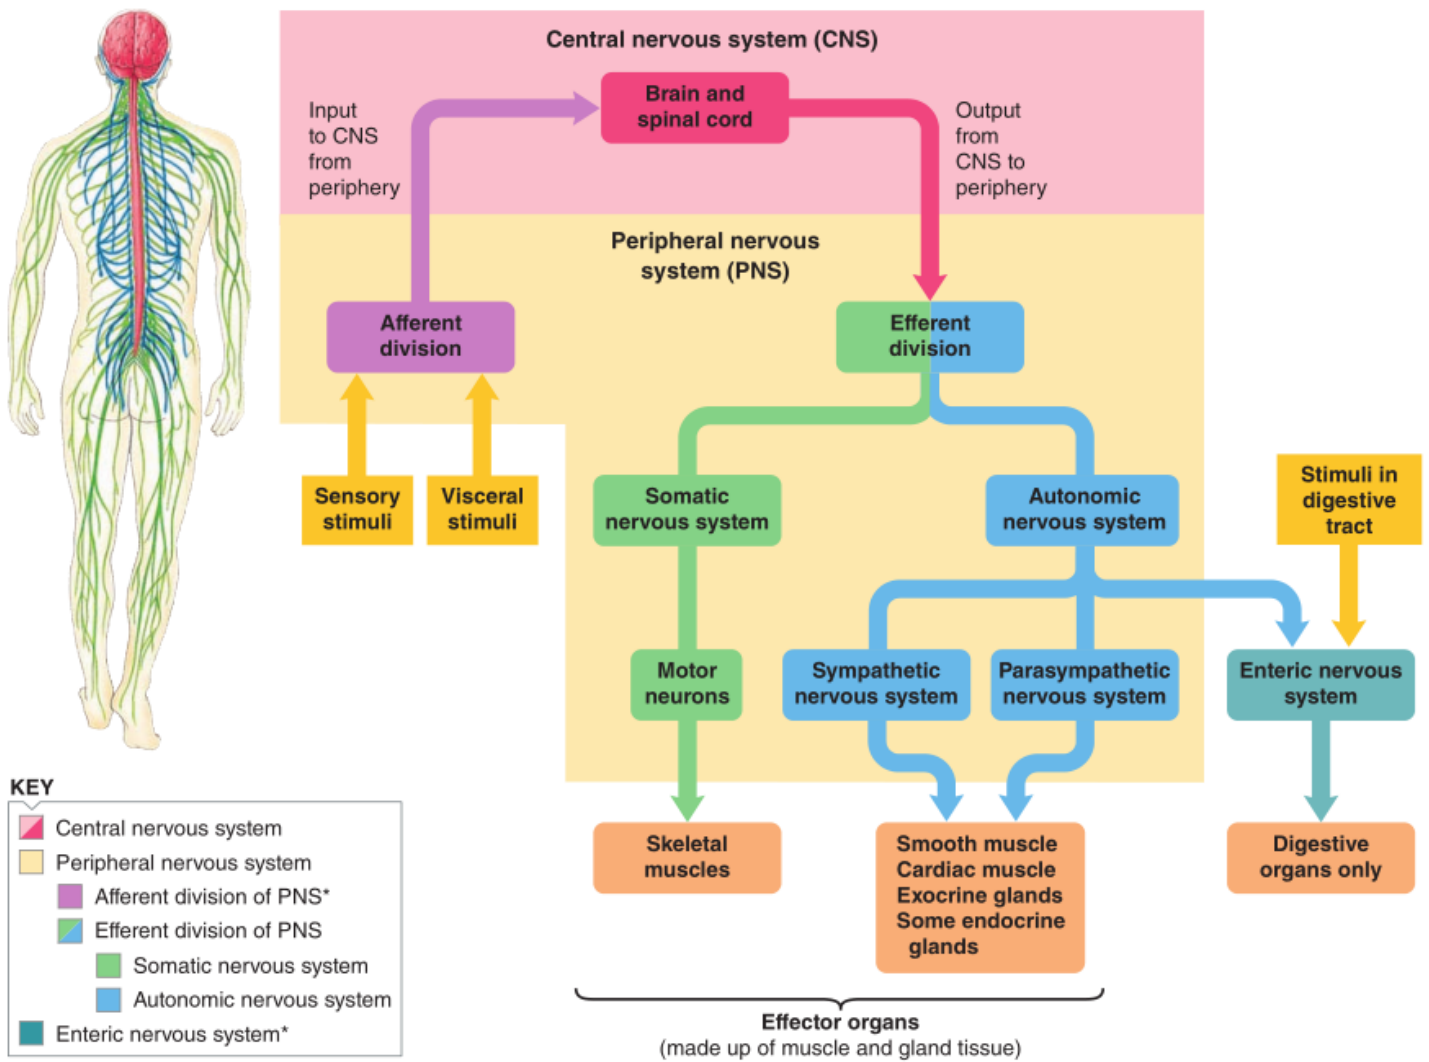 Central nervous system (CNS)
Input
to CNS
from
periphery
Brain and
spinal cord
Output
from
CNS to
periphery
Peripheral nervous
system (PNS)
Afferent
division
Efferent
division
Sensory
stimuli
Visceral
stimuli
Somatic
nervous system
Autonomic
nervous system
Stimuli in
digestive
tract
Motor
neurons
Sympathetic
nervous system
Parasympathetic
nervous system
Enteric nervous
system
Skeletal
muscles
Smooth muscle
Cardiac muscle
Exocrine glands
Some endocrine
glands
Digestive
organs only
Effector organs
(made up of muscle and gland tissue)
KEY
Central nervous system
Peripheral nervous system
Afferent division of PNS*
Efferent division of PNS
Somatic nervous system
Autonomic nervous system
Enteric nervous system*